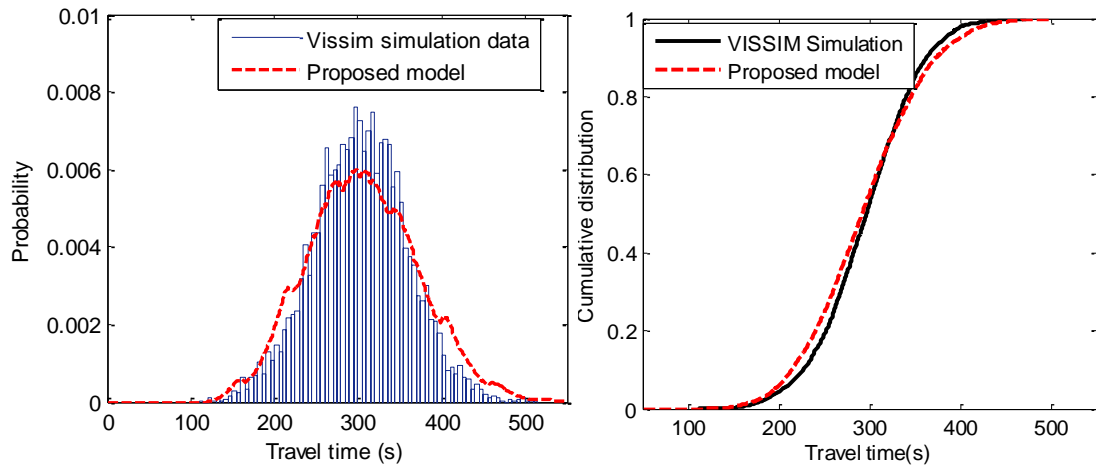 0.01
0.008
0.006
0.004
0.002
0
Probability
0 100 200 300 400 500
Travel time (s)
Vissim simulation data
Proposed model
1
0.8
0.6
0.4
0.2
0
Cumulative distribution
100 200 300 400 500
Travel time(s)
VISSIM Simulation
Proposed model